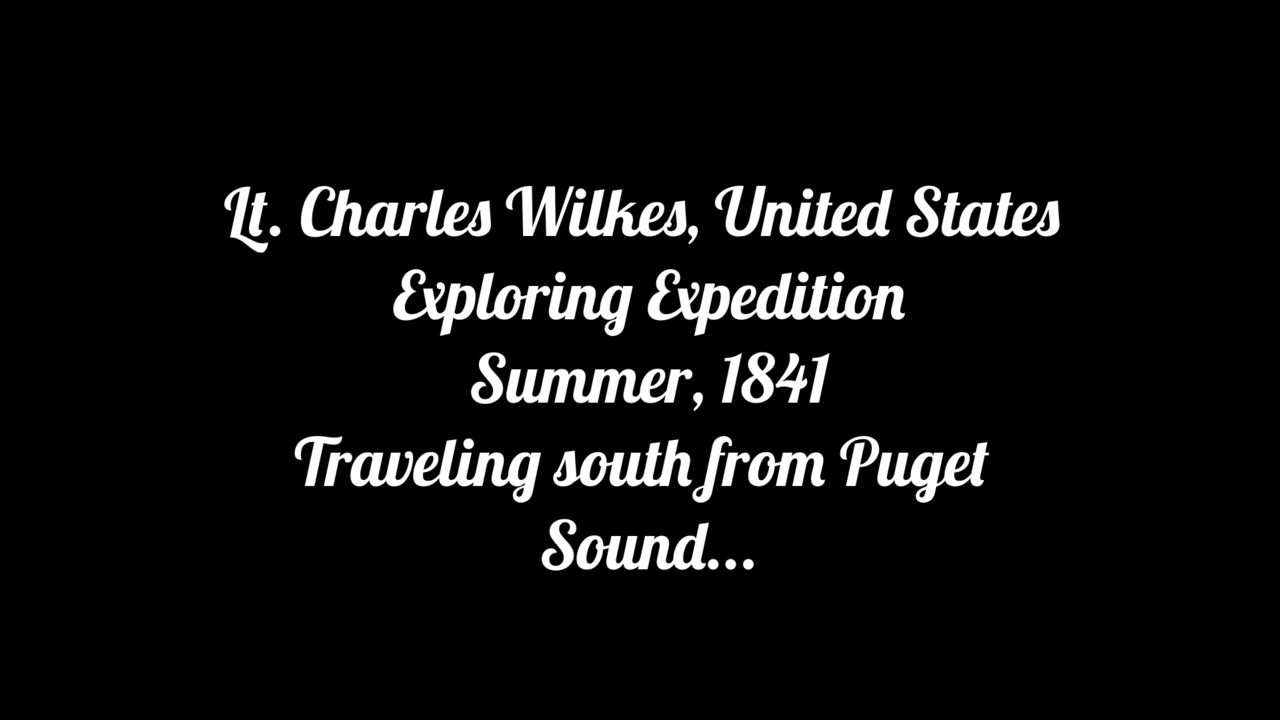 Lt. Charles Wilkes, United States
Exploring Expedition
Summer, 1841
Traveling south from Puget
Sound...